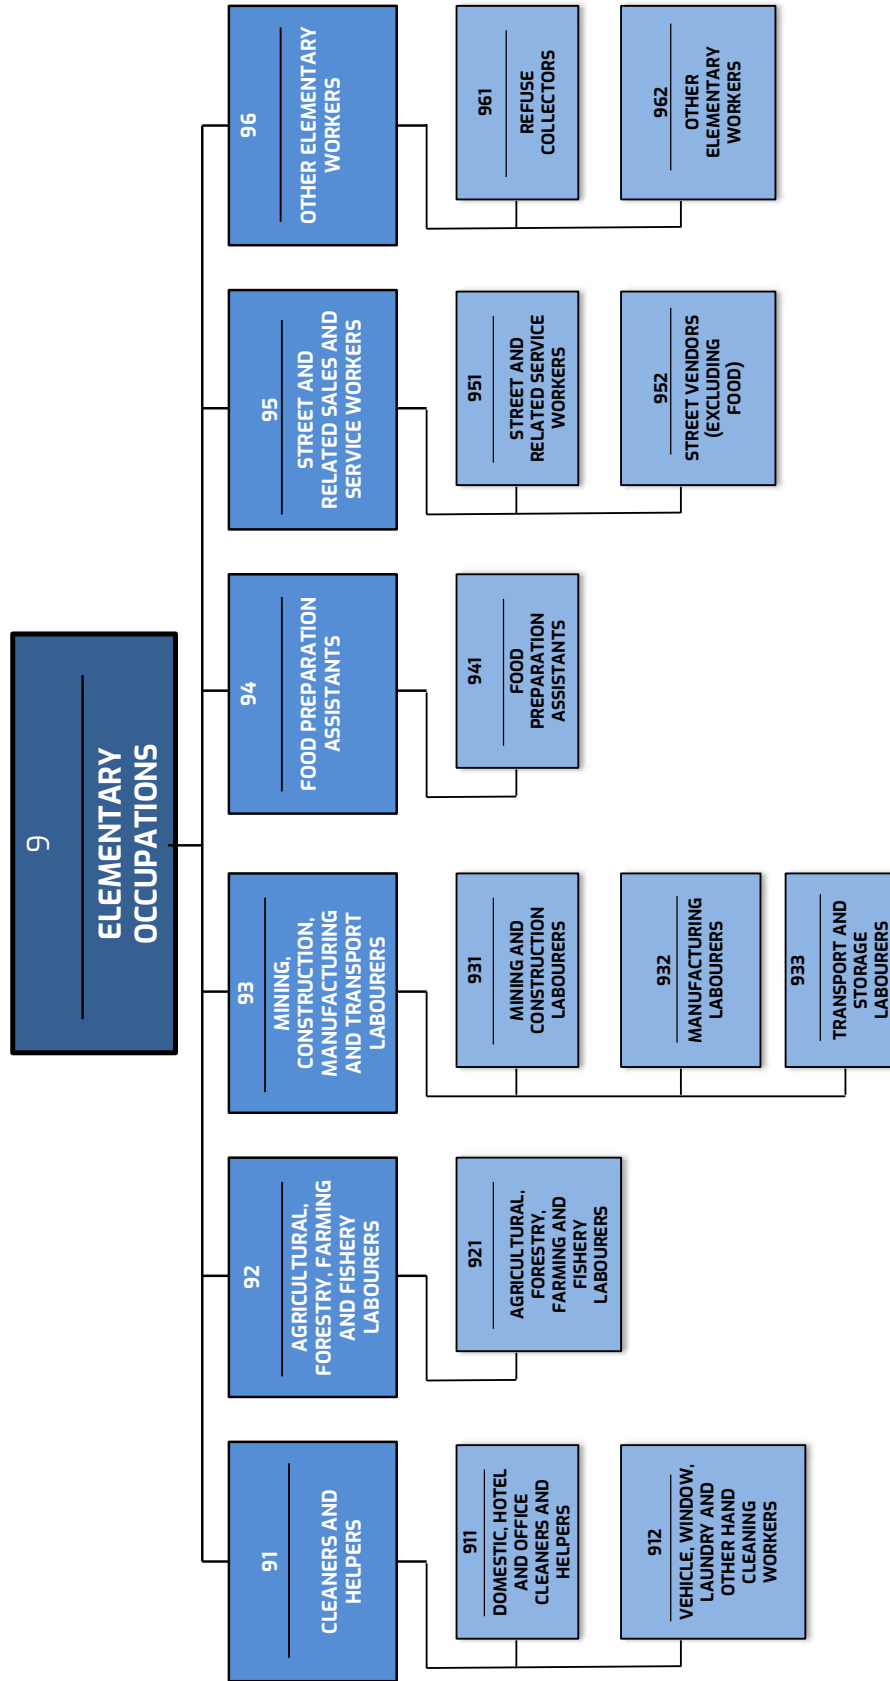 9
ELEMENTARY
OCCUPATIONS
91
CLEANERS AND
HELPERS
92
AGRICULTURAL,
FORESTRY, FARMING
AND FISHERY
LABOURERS
93
MINING,
CONSTRUCTION,
MANUFACTURING
AND TRANSPORT
LABOURERS
94
FOOD PREPARATION
ASSISTANTS
95
STREET AND
RELATED SALES AND
SERVICE WORKERS
96
OTHER ELEMENTARY
WORKERS
911
DOMESTIC, HOTEL
AND OFFICE
CLEANERS AND
HELPERS
921
AGRICULTURAL,
FORESTRY,
FARMING AND
FISHERY
LABOURERS
931
MINING AND
CONSTRUCTION
LABOURERS
941
FOOD
PREPARATION
ASSISTANTS
951
STREET AND
RELATED SERVICE
WORKERS
961
REFUSE
COLLECTORS
912
VEHICLE, WINDOW,
LAUNDRY AND
OTHER HAND
CLEANING
WORKERS
932
MANUFACTURING
LABOURERS
952
STREET VENDORS
(EXCLUDING
FOOD)
962
OTHER
ELEMENTARY
WORKERS
933
TRANSPORT AND
STORAGE
LABOURERS